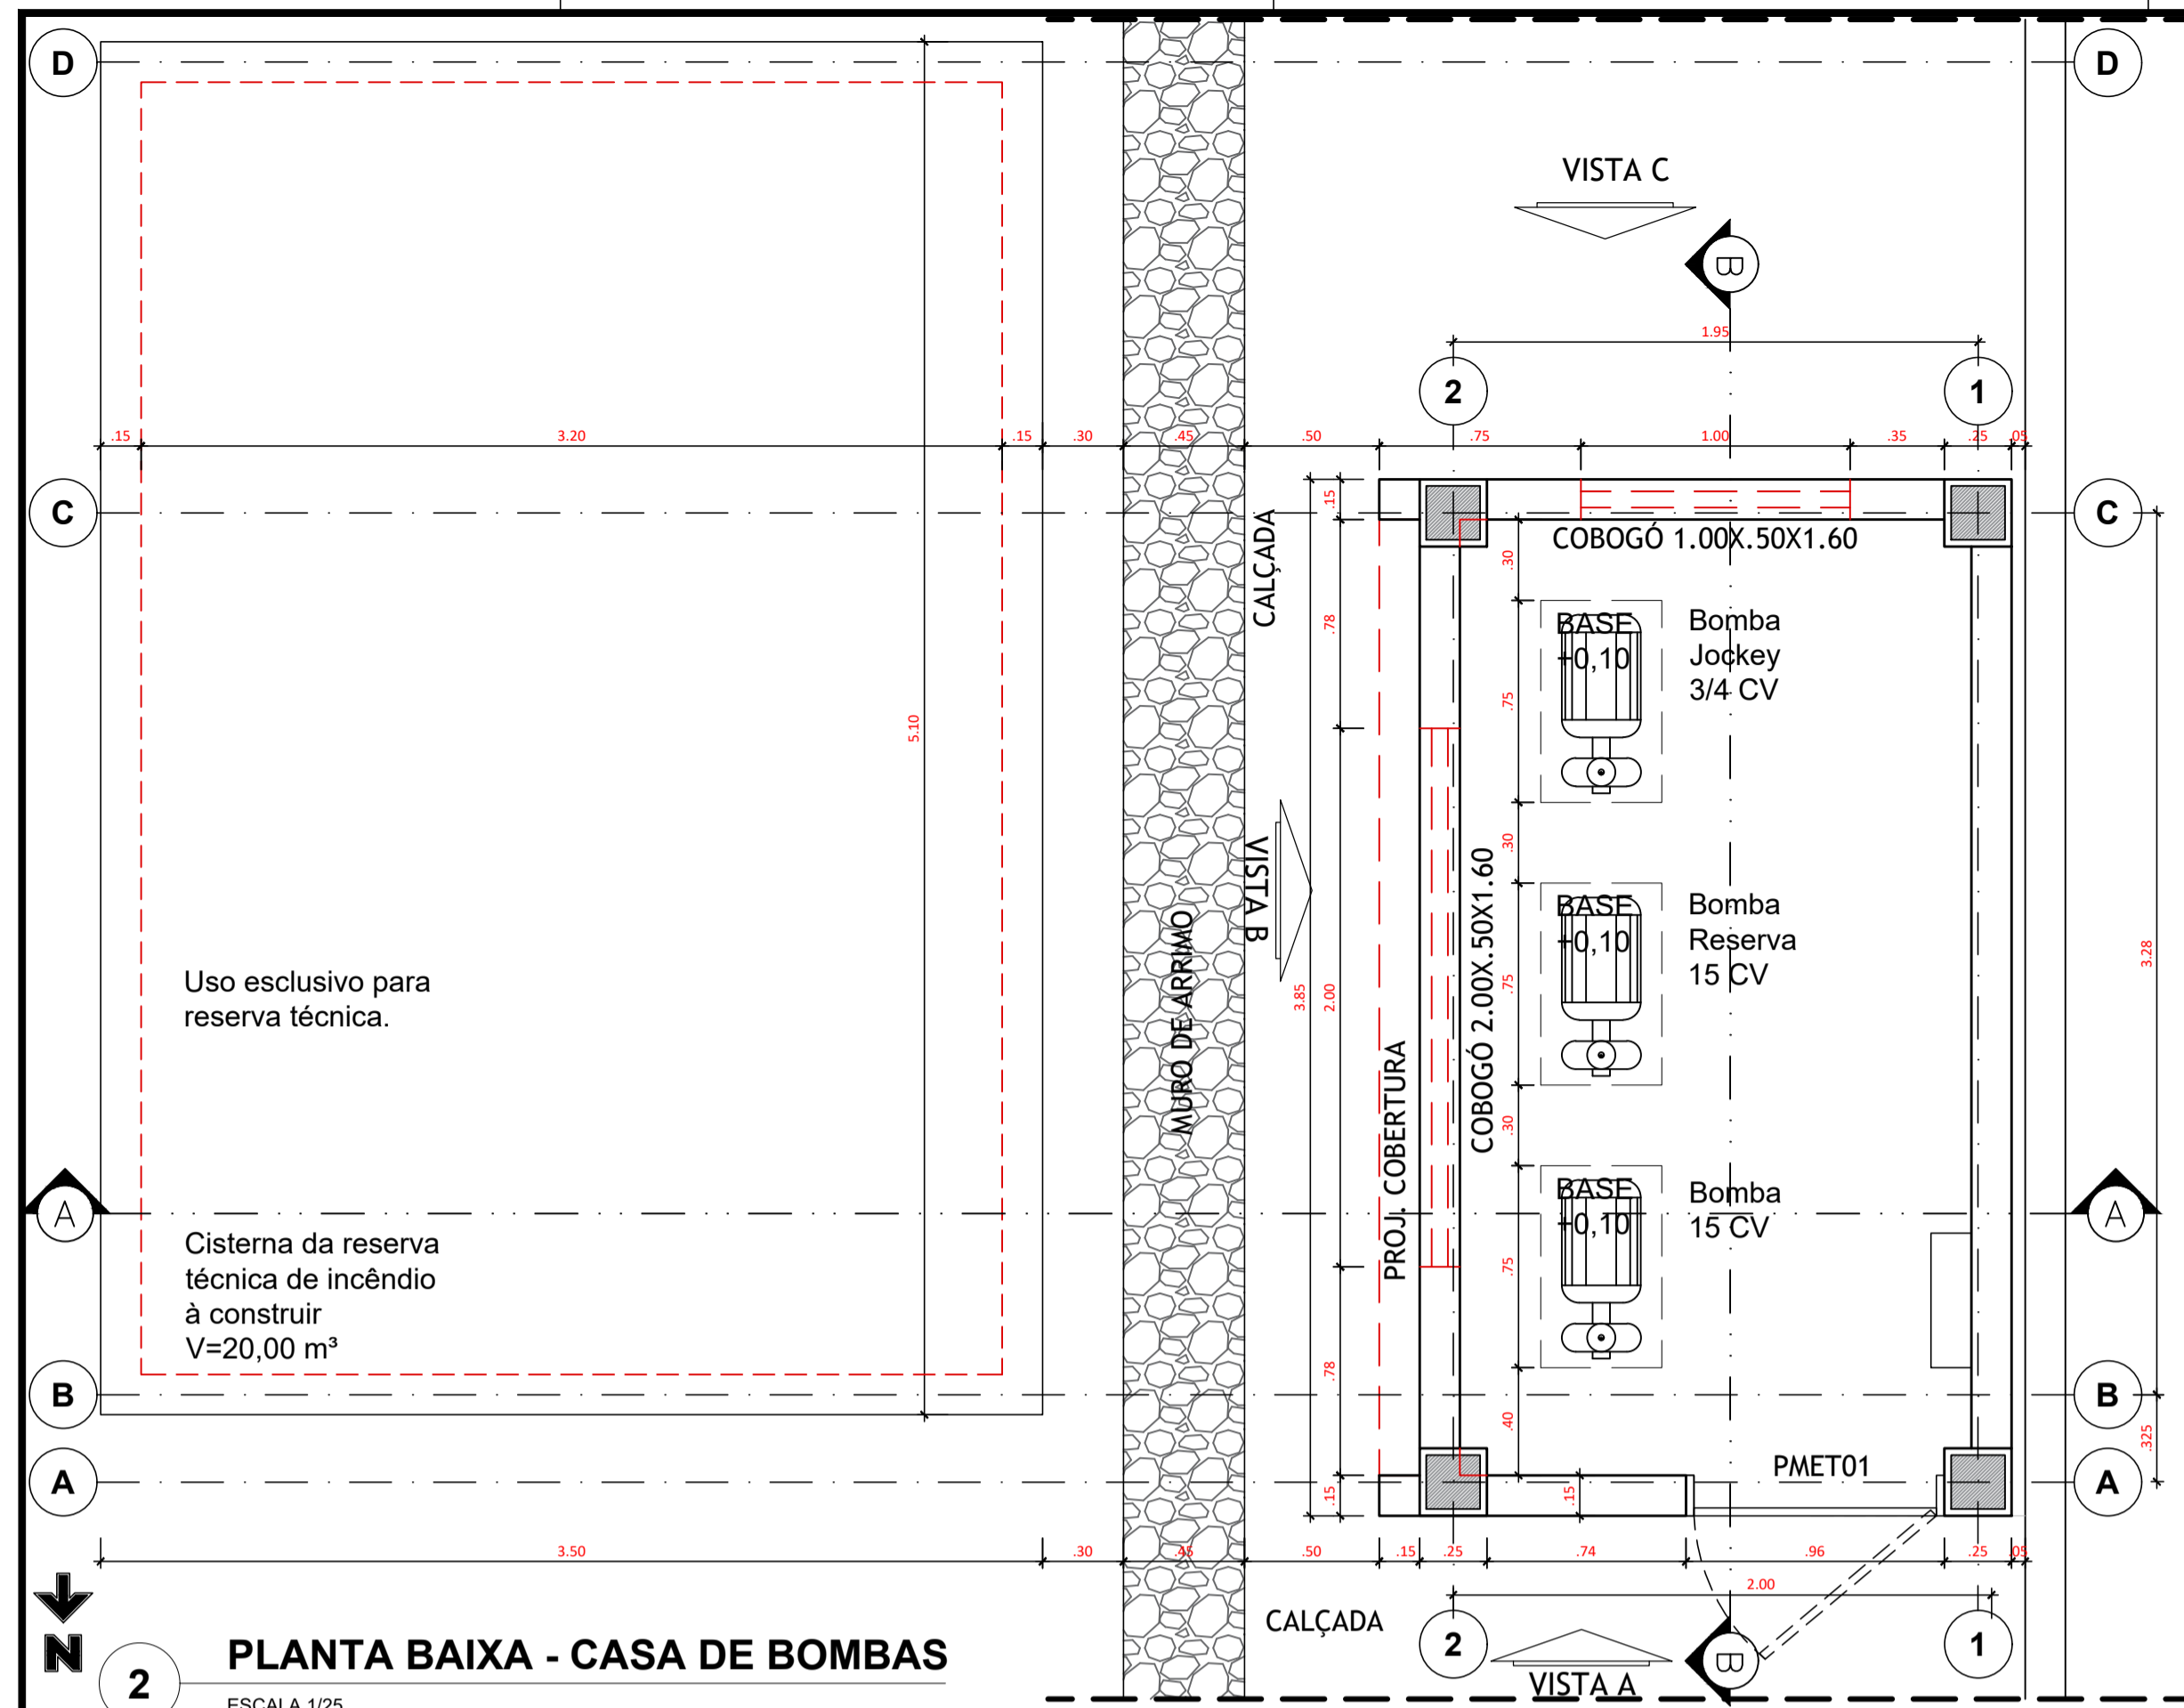 D
D
VISTA C
B
1.95
2
1
.15
3.20
.15
.30
.45
.50
.75
1.00
.35
.25
.05
C
C
CALÇADA
.15
COBOGÓ 1.00X.50X1.60
.30
.78
BASE
+0,10
Bomba
Jockey
3/4 CV
.75
5.10
.30
VISTA B
COBOGÓ 2.00X.50X1.60
BASE
+0,10
Bomba
Reserva
15 CV
MURO DE ARRIMO
3.85
2.00
.75
3.28
Uso esclusivo para
reserva técnica.
PROJ. COBERTURA
.30
BASE
+0,10
Bomba
15 CV
A
A
.75
Cisterna da reserva
técnica de incêndio
à construir
V=20,00 m³
.78
B
B
.40
.325
PMET01
A
A
.15
.15
3.50
.30
.45
.50
.15
.25
.74
.96
.25
.05
2.00
CALÇADA
2
1
B
VISTA A
N
2
PLANTA BAIXA - CASA DE BOMBAS
ESCALA 1/25